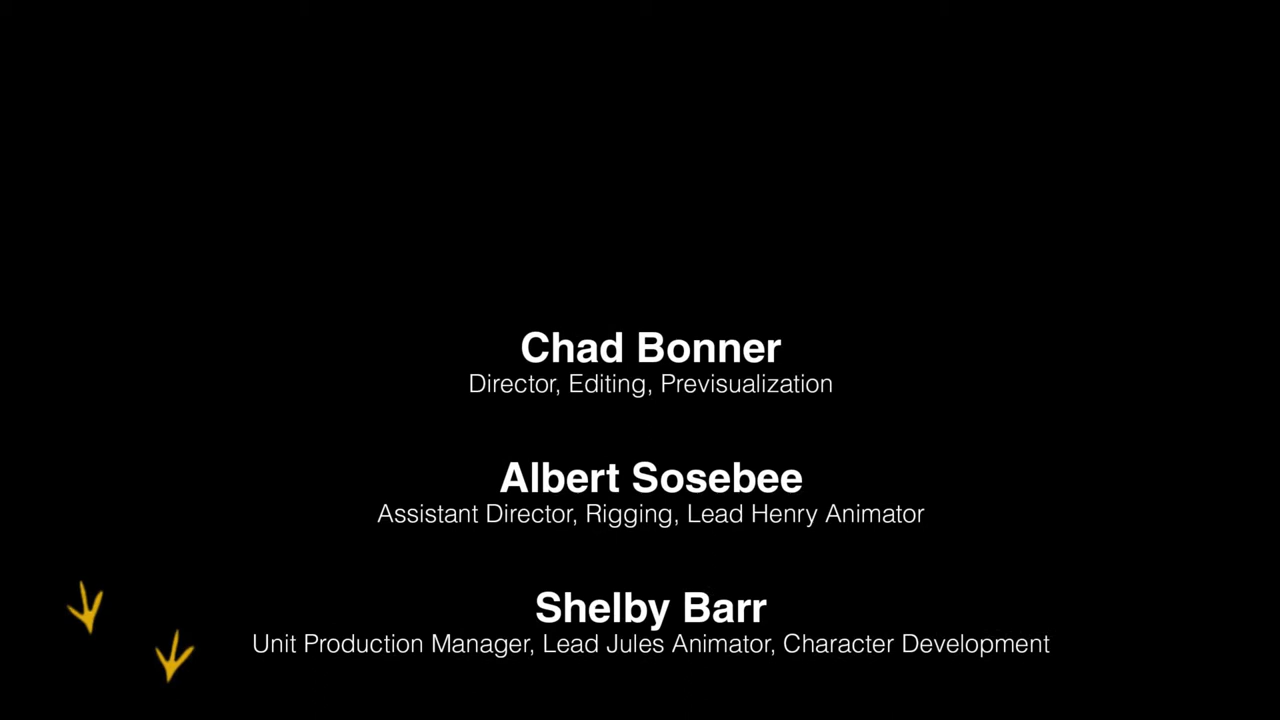 Chad Bonner
Director, Editing, Previsualization
Albert Sosebee
Assistant Director, Rigging, Lead Henry Animator
Shelby Barr
Unit Production Manager, Lead Jules Animator, Character Development